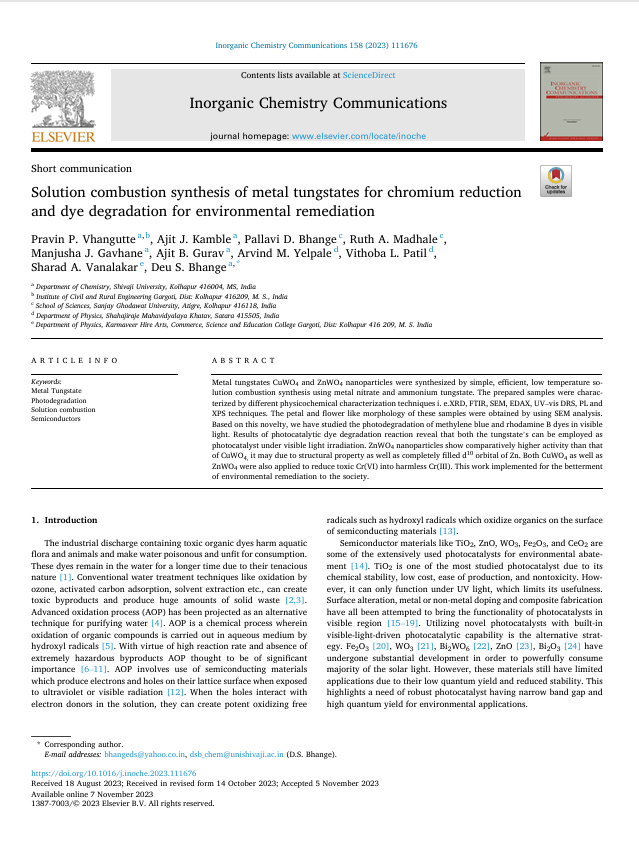 Inorganic Chemistry Communications 158 (2023) 111676
Contents lists available at ScienceDirect
Inorganic Chemistry Communications
journal homepage: www.elsevier.com/locate/inoche
ELSEVIER
INORGANIC
CHEMISTRY
COMMUNICATIONS
Short communication
Check for
updates
Solution combustion synthesis of metal tungstates for chromium reduction
and dye degradation for environmental remediation
Pravin P. Vhangutte a,b, Ajit J. Kamble a, Pallavi D. Bhange c, Ruth A. Madhale c,
Manjusha J. Gavhane a, Ajit B. Gurav a, Arvind M. Yelpale d, Vithoba L. Patil d,
Sharad A. Vanalakar e, Deu S. Bhange a,*
a Department of Chemistry, Shivaji University, Kolhapur 416004, MS, India
b Institute of Civil and Rural Engineering Gargoti, Dist: Kolhapur 416209, M. S., India
c School of Sciences, Sanjay Ghodawat University, Atigre, Kolhapur 416118, India
d Department of Physics, Shahajiraje Mahavidyalaya Khatav, Satara 415505, India
e Department of Physics, Karmaveer Hire Arts, Commerce, Science and Education College Gargoti, Dist: Kolhapur 416 209, M. S. India
ARTICLE INFO
Keywords:
Metal Tungstate
Photodegradation
Solution combustion
Semiconductors
ABSTRACT
Metal tungstates CuWO4 and ZnWO4 nanoparticles were synthesized by simple, efficient, low temperature so-
lution combustion synthesis using metal nitrate and ammonium tungstate. The prepared samples were charac-
terized by different physicochemical characterization techniques i. e.XRD, FTIR, SEM, EDAX, UV–vis DRS, PL and
XPS techniques. The petal and flower like morphology of these samples were obtained by using SEM analysis.
Based on this novelty, we have studied the photodegradation of methylene blue and rhodamine B dyes in visible
light. Results of photocatalytic dye degradation reaction reveal that both the tungstate's can be employed as
photocatalyst under visible light irradiation. ZnWO4 nanoparticles show comparatively higher activity than that
of CuWO4, it may due to structural property as well as completely filled d10 orbital of Zn. Both CuWO4 as well as
ZnWO4 were also applied to reduce toxic Cr(VI) into harmless Cr(III). This work implemented for the betterment
of environmental remediation to the society.
1. Introduction
The industrial discharge containing toxic organic dyes harm aquatic
flora and animals and make water poisonous and unfit for consumption.
These dyes remain in the water for a longer time due to their tenacious
nature [1]. Conventional water treatment techniques like oxidation by
ozone, activated carbon adsorption, solvent extraction etc., can create
toxic byproducts and produce huge amounts of solid waste [2,3].
Advanced oxidation process (AOP) has been projected as an alternative
technique for purifying water [4]. AOP is a chemical process wherein
oxidation of organic compounds is carried out in aqueous medium by
hydroxyl radicals [5]. With virtue of high reaction rate and absence of
extremely hazardous byproducts AOP thought to be of significant
importance [6–11]. AOP involves use of semiconducting materials
which produce electrons and holes on their lattice surface when exposed
to ultraviolet or visible radiation [12]. When the holes interact with
electron donors in the solution, they can create potent oxidizing free
radicals such as hydroxyl radicals which oxidize organics on the surface
of semiconducting materials [13].
Semiconductor materials like TiO2, ZnO, WO3, Fe2O3, and CeO2 are
some of the extensively used photocatalysts for environmental abate-
ment [14]. TiO2 is one of the most studied photocatalyst due to its
chemical stability, low cost, ease of production, and nontoxicity. How-
ever, it can only function under UV light, which limits its usefulness.
Surface alteration, metal or non-metal doping and composite fabrication
have all been attempted to bring the functionality of photocatalysts in
visible region [15–19]. Utilizing novel photocatalysts with built-in
visible-light-driven photocatalytic capability is the alternative strat-
egy. Fe2O3 [20], WO3 [21], Bi2WO6 [22], ZnO [23], Bi2O3 [24] have
undergone substantial development in order to powerfully consume
majority of the solar light. However, these materials still have limited
applications due to their low quantum yield and reduced stability. This
highlights a need of robust photocatalyst having narrow band gap and
high quantum yield for environmental applications.
* Corresponding author.
E-mail addresses: bhangeds@yahoo.co.in, dsb_chem@unishivaji.ac.in (D.S. Bhange).
https://doi.org/10.1016/j.inoche.2023.111676
Received 18 August 2023; Received in revised form 14 October 2023; Accepted 5 November 2023
Available online 7 November 2023
1387-7003/© 2023 Elsevier B.V. All rights reserved.